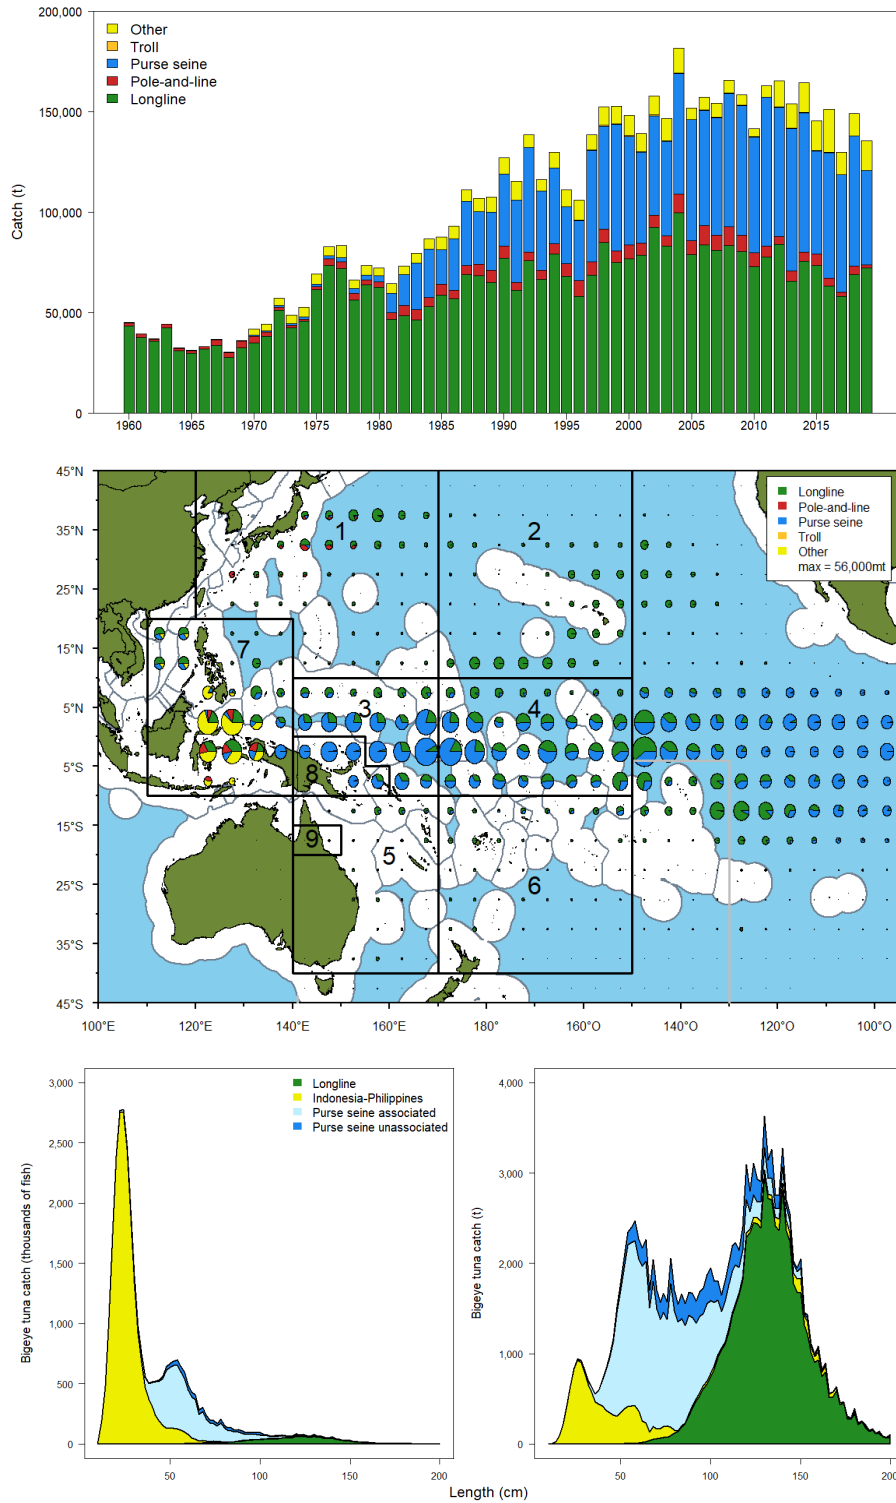 200,000
150,000
100,000
50,000
0
Catch (t)
Other
Troll
Purse seine
Pole-and-line
Longline
1960 1965 1970 1975 1980 1985 1990 1995 2000 2005 2010 2015
45°N
35°N
25°N
15°N
5°N
5°S
15°S
25°S
35°S
45°S
1
2
7
3
4
8
9
5
6
Longline
Pole-and-line
Purse seine
Troll
Other
max = 56,000mt
100°E 120°E 140°E 160°E 180° 160°O 140°O 120°O 100°O
3,000
2,500
2,000
1,500
1,000
500
0
Bigeye tuna catch (thousands of fish)
Longline
Indonesia-Philippines
Purse seine associated
Purse seine unassociated
50 100 150 200
4,000
3,000
2,000
1,000
0
Bigeye tuna catch (t)
50 100 150 200
Length (cm)